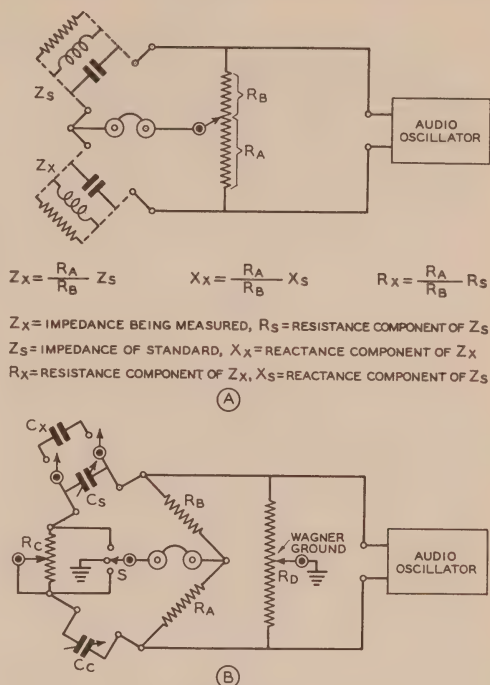 Zs
RB
RA
AUDIO
OSCILLATOR
Zx
Zx = RA/RB Zs    Xx = RA/RB Xs    Rx = RA/RB Rs
Zx=IMPEDANCE BEING MEASURED, Rs=RESISTANCE COMPONENT OF Zs
Zs=IMPEDANCE OF STANDARD, Xx=REACTANCE COMPONENT OF Zx
Rx=RESISTANCE COMPONENT OF Zx, Xs=REACTANCE COMPONENT OF Zs
A
Cx
Cs
RB
RC
S
WAGNER
GROUND
RD
AUDIO
OSCILLATOR
RA
CC
B